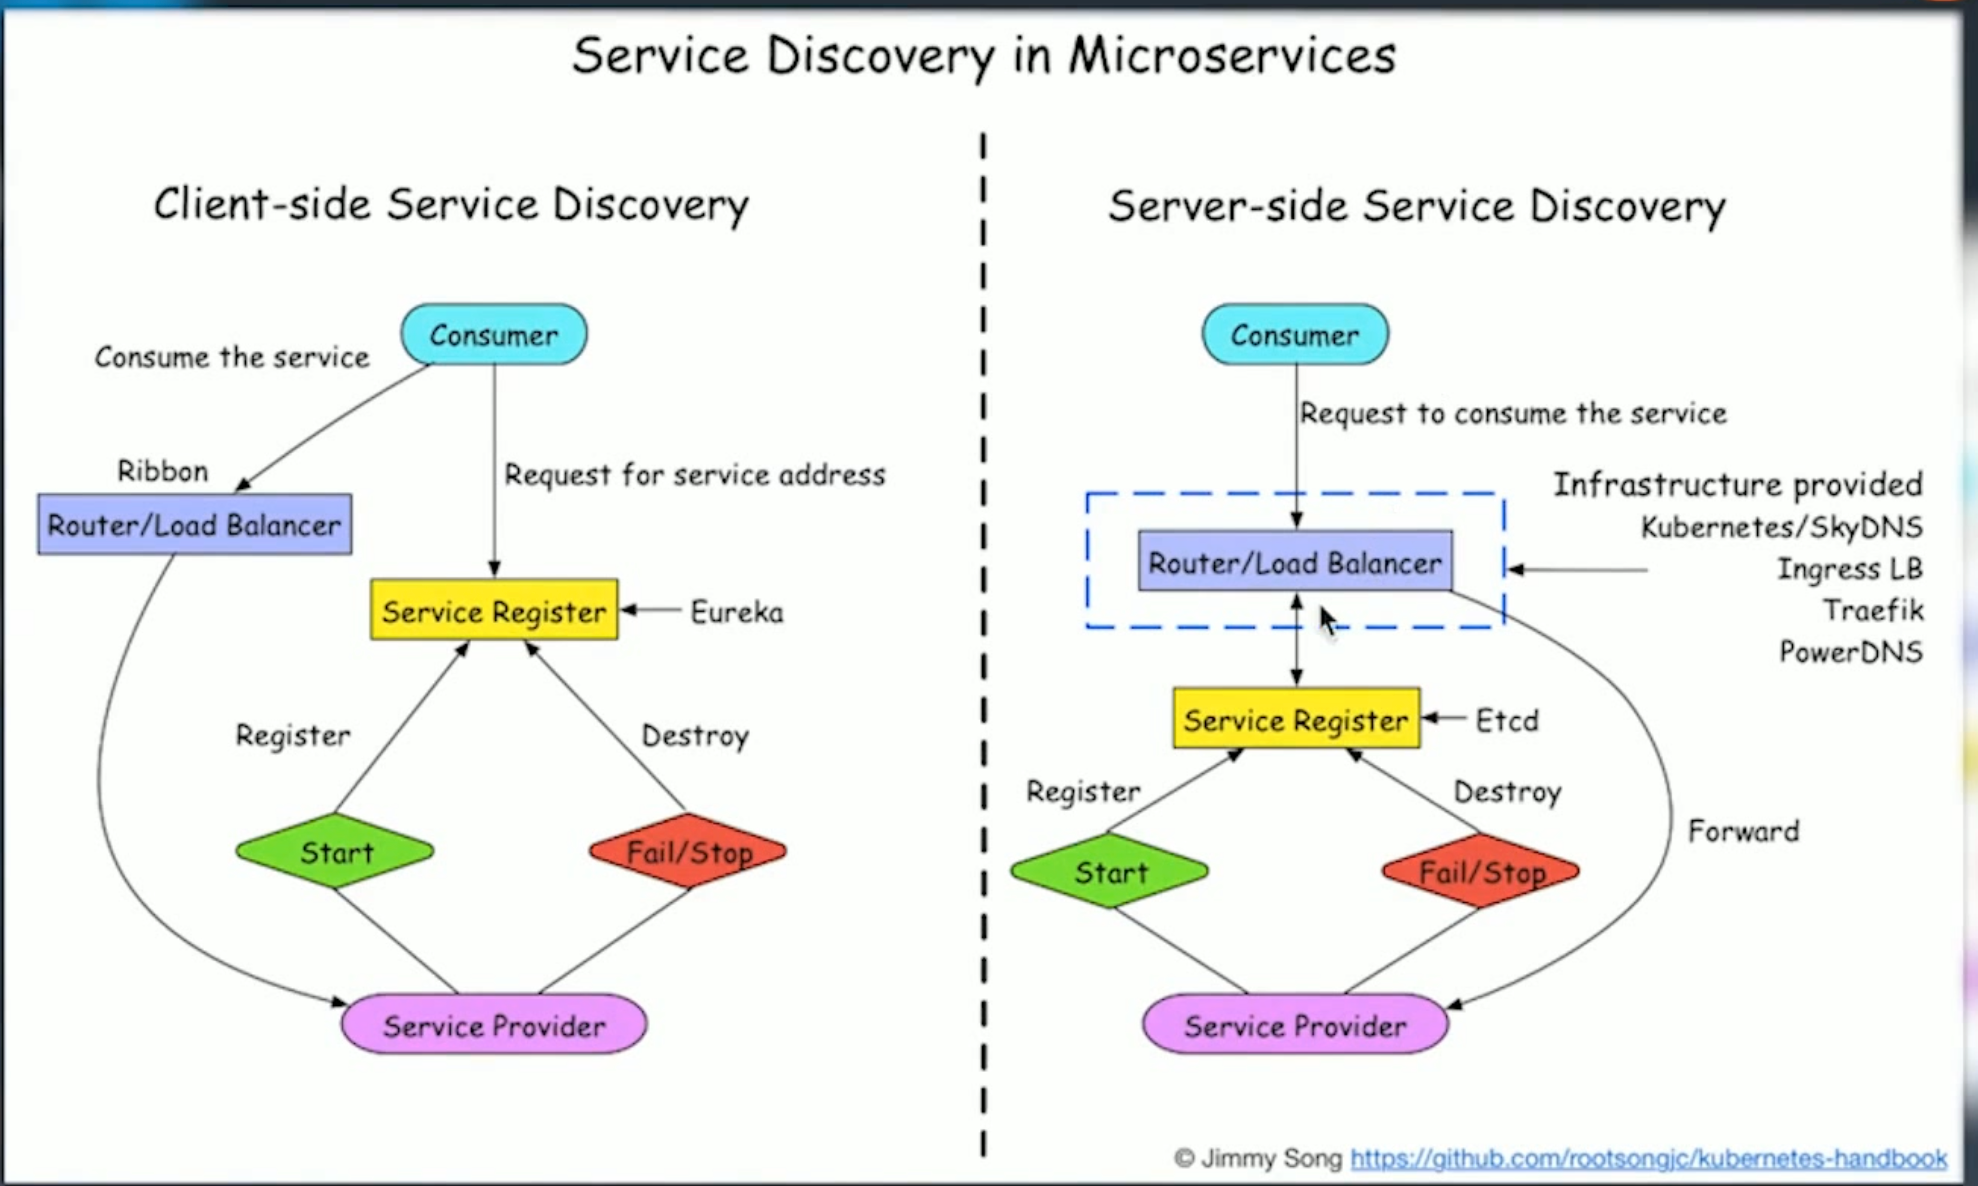 Service Discovery in Microservices
Client-side Service Discovery
Consumer
Consume the service
Ribbon
Request for service address
Router/Load Balancer
Service Register
Eureka
Register
Destroy
Start
Fail/Stop
Service Provider
Server-side Service Discovery
Consumer
Request to consume the service
Infrastructure provided
Kubernetes/SkyDNS
Ingress LB
Traefik
PowerDNS
Router/Load Balancer
Service Register
Etcd
Register
Destroy
Forward
Start
Fail/Stop
Service Provider
© Jimmy Song https://github.com/rootsongjc/kubernetes-handbook